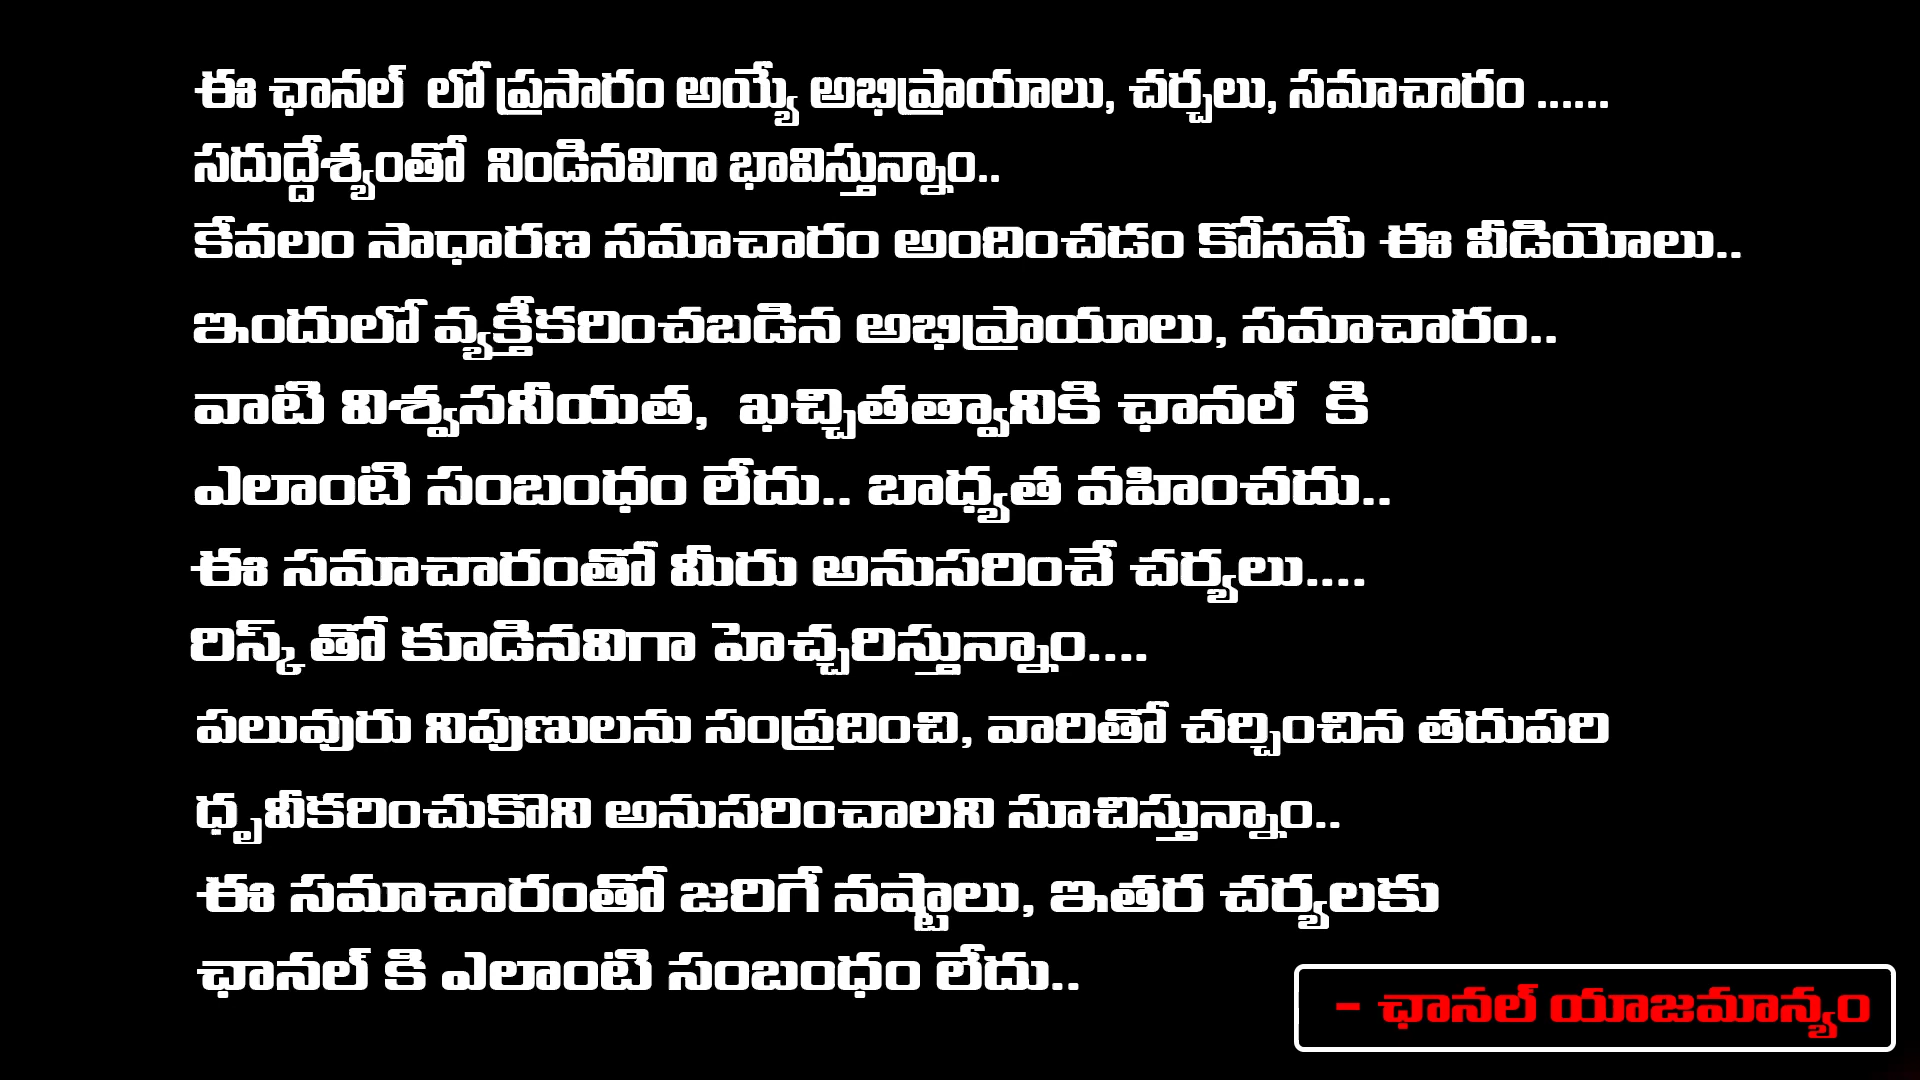 ఈ ఛానల్ లో ప్రసారం అయ్యే అభిప్రాయాలు, చర్చలు, సమాచారం ......
సదుద్దేశ్యంతో నిండినవిగా భావిస్తున్నాం..
కేవలం సాధారణ సమాచారం అందించడం కోసమే ఈ వీడియోలు..
ఇందులో వ్యక్తీకరించబడిన అభిప్రాయాలు, సమాచారం..
వాటి విశ్వసనీయత, ఖచ్చితత్వానికి ఛానల్ కి
ఎలాంటి సంబంధం లేదు.. బాధ్యత వహించదు..
ఈ సమాచారంతో మీరు అనుసరించే చర్యలు....
రిస్క్ తో కూడినవిగా హెచ్చరిస్తున్నాం....
పలువురు నిపుణులను సంప్రదించి, వారితో చర్చించిన తదుపరి
ధృవీకరించుకొని అనుసరించాలని సూచిస్తున్నాం..
ఈ సమాచారంతో జరిగే నష్టాలు, ఇతర చర్యలకు
ఛానల్ కి ఎలాంటి సంబంధం లేదు..
- ఛానల్ యాజమాన్యం